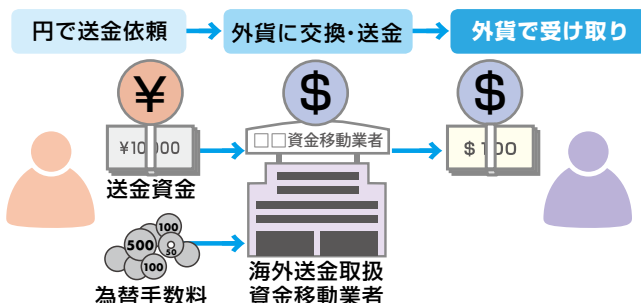 円で送金依頼
外貨に交換・送金
外貨で受け取り
¥
$
$
¥10,000
□□資金移動業者
$100
送金資金
100
500
50
100
為替手数料
海外送金取扱
資金移動業者